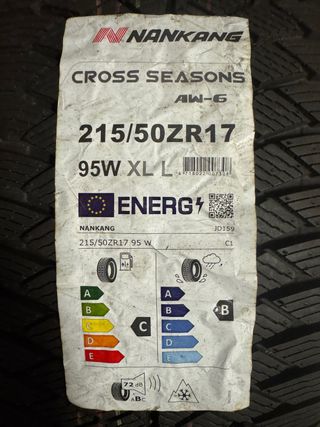 NANKANG
CROSS SEASONS
AW-6
215/50ZR17
95W XL L
ENERG
NANKANG JD159
215/50ZR17 95 W C1
A A
B B
C C C B
D D
E E
72 dB
ABC